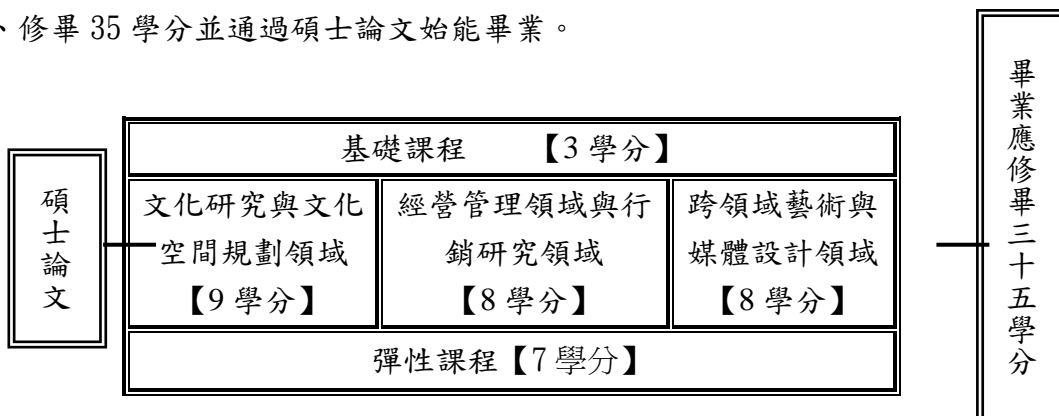 、修畢 35 學分並通過碩士論文始能畢業。
碩士論文
基礎課程 【3 學分】
文化研究與文化
空間規劃領域
【9 學分】
經營管理領域與行
銷研究領域
【8 學分】
跨領域藝術與
媒體設計領域
【8 學分】
彈性課程【7 學分】
畢業應修畢三十五學分